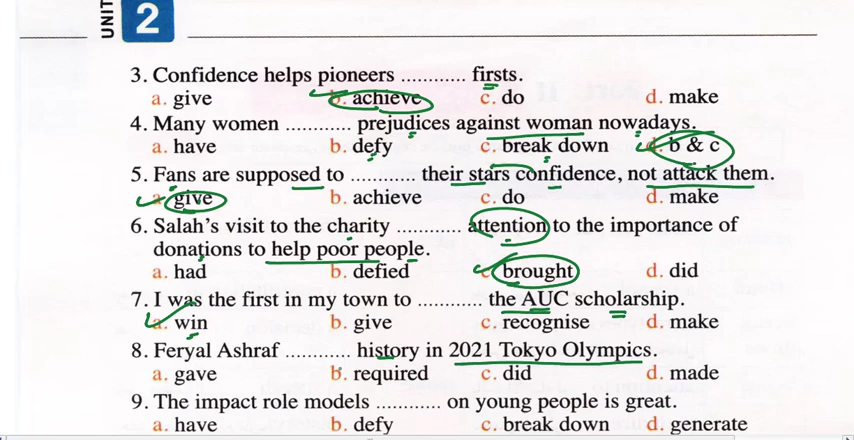 UNIT
2
3. Confidence helps pioneers ........... firsts.
a. give b. achieve c. do d. make
4. Many women ........... prejudices against woman nowadays.
a. have b. defy c. break down d. b & c
5. Fans are supposed to ........... their stars confidence, not attack them.
a. give b. achieve c. do d. make
6. Salah's visit to the charity ........... attention to the importance of
donations to help poor people.
a. had b. defied c. brought d. did
7. I was the first in my town to ........... the AUC scholarship.
a. win b. give c. recognise d. make
8. Feryal Ashraf ........... history in 2021 Tokyo Olympics.
a. gave b. required c. did d. made
9. The impact role models ........... on young people is great.
a. have b. defy c. break down d. generate